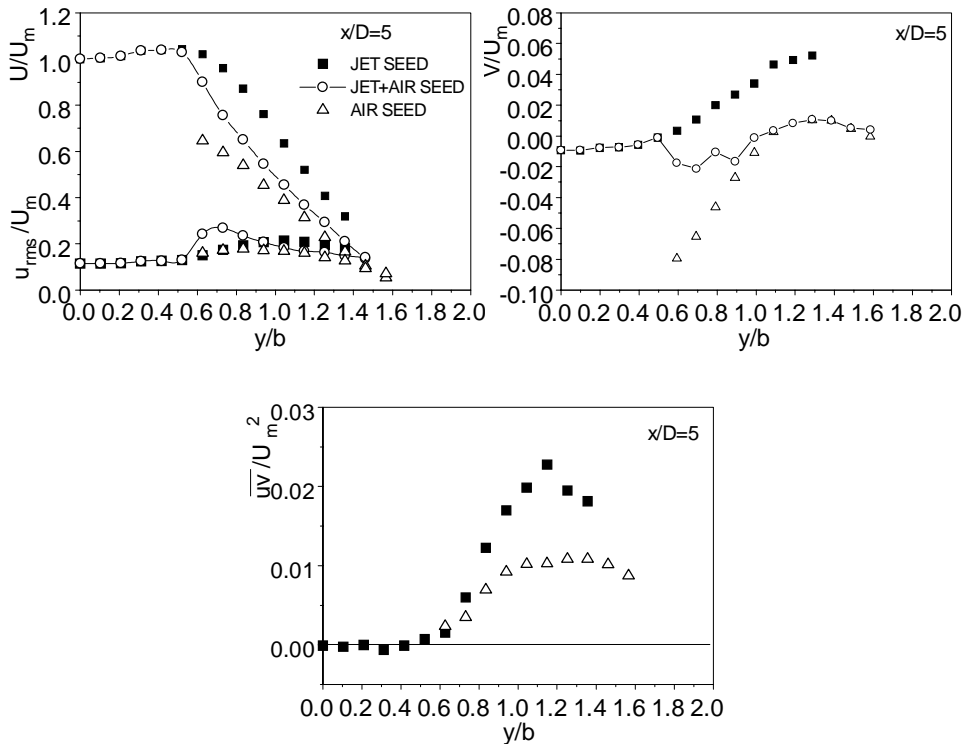 1.2
1.0
0.8
0.6
0.4
0.2
0.0
U/U_m
u_rms/U_m
x/D=5
JET SEED
JET+AIR SEED
AIR SEED
0.0 0.2 0.4 0.6 0.8 1.0 1.2 1.4 1.6 1.8 2.0
y/b
0.08
0.06
0.04
0.02
0.00
-0.02
-0.04
-0.06
-0.08
-0.10
V/U_m
x/D=5
0.0 0.2 0.4 0.6 0.8 1.0 1.2 1.4 1.6 1.8 2.0
y/b
0.03
0.02
0.01
0.00
uv/U_m^2
x/D=5
0.0 0.2 0.4 0.6 0.8 1.0 1.2 1.4 1.6 1.8 2.0
y/b